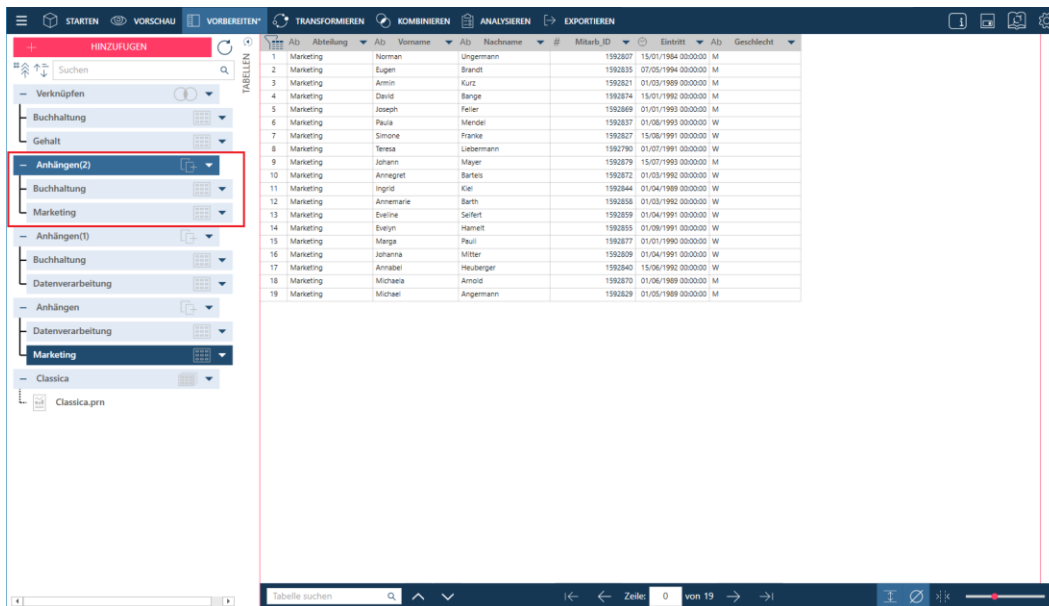 STARTEN VORSCHAU VORBEREITEN* TRANSFORMIEREN KOMBINIEREN ANALYSIEREN EXPORTIEREN
HINZUFÜGEN
Suchen
TABELLEN
Verknüpfen
Buchhaltung
Gehalt
Anhängen(2)
Buchhaltung
Marketing
Anhängen(1)
Buchhaltung
Datenverarbeitung
Anhängen
Datenverarbeitung
Marketing
Classica
Classica.prn
Ab Abteilung Ab Vorname Ab Nachname # Mitarb_ID Eintritt Ab Geschlecht
1 Marketing Norman Ungermann 1592807 15/01/1984 00:00:00 M
2 Marketing Eugen Brandt 1592835 07/05/1994 00:00:00 M
3 Marketing Armin Kurz 1592821 01/03/1989 00:00:00 M
4 Marketing David Bange 1592874 15/01/1992 00:00:00 M
5 Marketing Joseph Feller 1592869 01/01/1993 00:00:00 M
6 Marketing Paula Mendel 1592837 01/08/1993 00:00:00 W
7 Marketing Simone Franke 1592827 15/08/1991 00:00:00 W
8 Marketing Teresa Liebermann 1592790 01/07/1991 00:00:00 W
9 Marketing Johann Mayer 1592879 15/07/1993 00:00:00 M
10 Marketing Annegret Bartels 1592872 01/03/1992 00:00:00 W
11 Marketing Ingrid Kiel 1592844 01/04/1989 00:00:00 W
12 Marketing Annemarie Barth 1592858 01/03/1992 00:00:00 W
13 Marketing Eveline Seifert 1592859 01/04/1991 00:00:00 W
14 Marketing Evelyn Hamelt 1592855 01/09/1991 00:00:00 W
15 Marketing Marga Pauli 1592877 01/01/1990 00:00:00 W
16 Marketing Johanna Mitter 1592809 01/04/1991 00:00:00 W
17 Marketing Annabel Heuberger 1592840 15/06/1992 00:00:00 W
18 Marketing Michaela Arnold 1592870 01/06/1989 00:00:00 W
19 Marketing Michael Angermann 1592829 01/05/1989 00:00:00 M
Tabelle suchen Zeile: 0 von 19